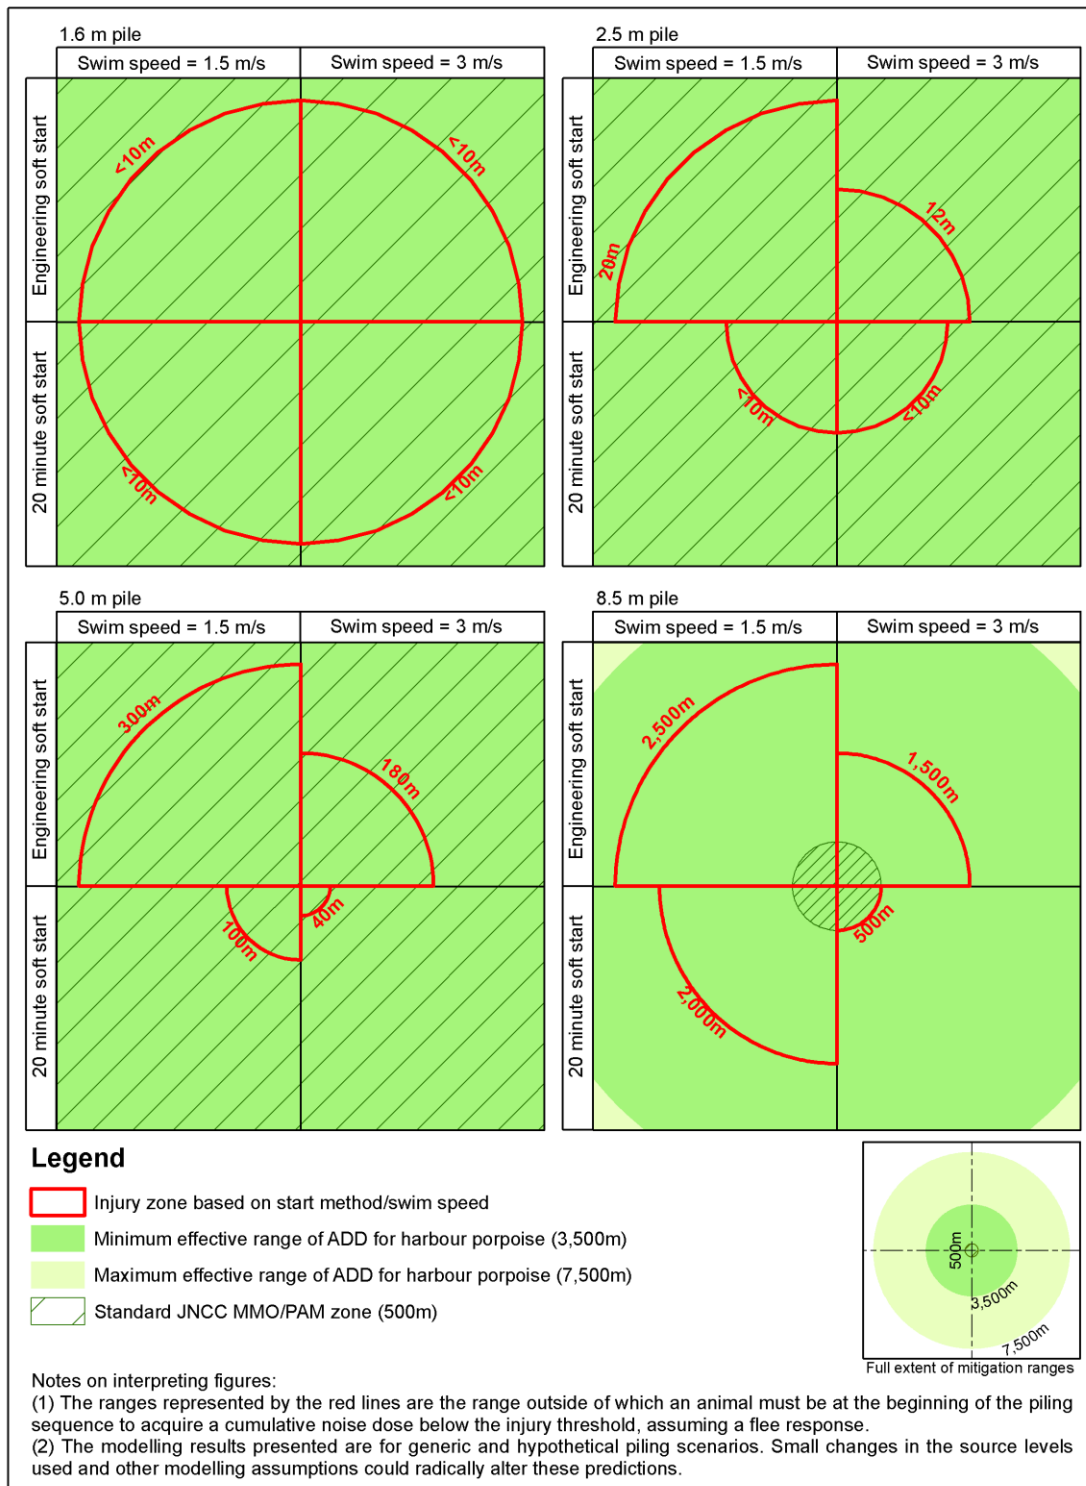 1.6 m pile
Swim speed = 1.5 m/s
Swim speed = 3 m/s
Engineering soft start
20 minute soft start
<10m
<10m
<10m
<10m
2.5 m pile
Swim speed = 1.5 m/s
Swim speed = 3 m/s
Engineering soft start
20 minute soft start
20m
12m
<10m
<10m
5.0 m pile
Swim speed = 1.5 m/s
Swim speed = 3 m/s
Engineering soft start
20 minute soft start
300m
180m
100m
40m
8.5 m pile
Swim speed = 1.5 m/s
Swim speed = 3 m/s
Engineering soft start
20 minute soft start
2,500m
1,500m
2,000m
500m
Legend
Injury zone based on start method/swim speed
Minimum effective range of ADD for harbour porpoise (3,500m)
Maximum effective range of ADD for harbour porpoise (7,500m)
Standard JNCC MMO/PAM zone (500m)
500m
3,500m
7,500m
Full extent of mitigation ranges
Notes on interpreting figures:
(1) The ranges represented by the red lines are the range outside of which an animal must be at the beginning of the piling
sequence to acquire a cumulative noise dose below the injury threshold, assuming a flee response.
(2) The modelling results presented are for generic and hypothetical piling scenarios. Small changes in the source levels
used and other modelling assumptions could radically alter these predictions.